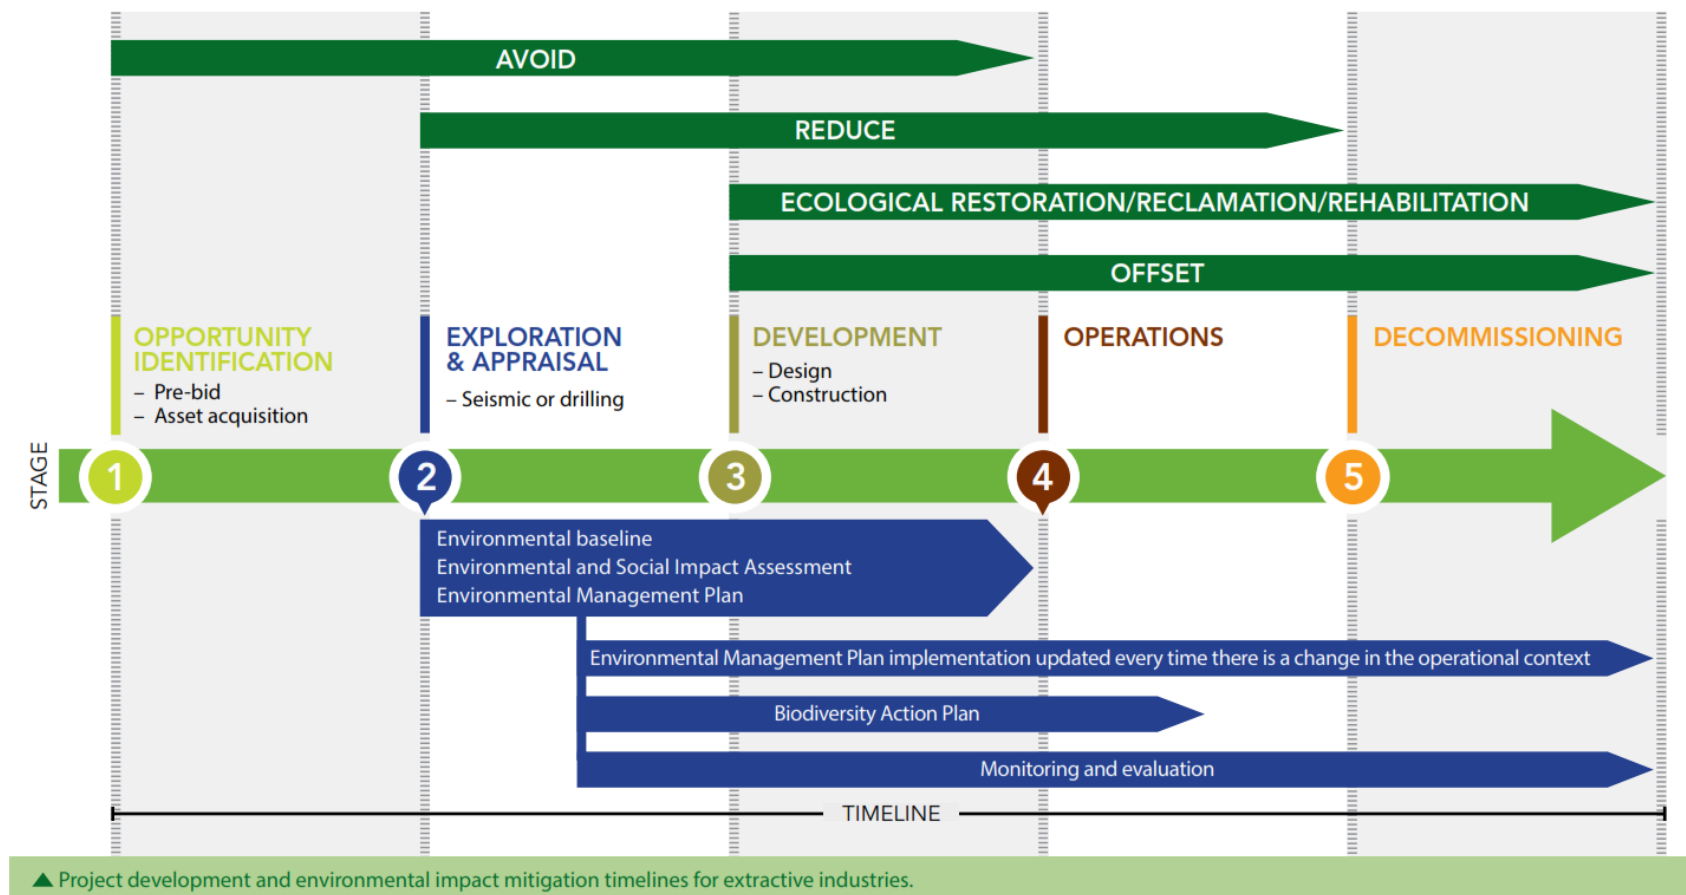 AVOID
REDUCE
ECOLOGICAL RESTORATION/RECLAMATION/REHABILITATION
OFFSET
OPPORTUNITY
IDENTIFICATION
– Pre-bid
– Asset acquisition
EXPLORATION
& APPRAISAL
– Seismic or drilling
DEVELOPMENT
– Design
– Construction
OPERATIONS
DECOMMISSIONING
STAGE
1
2
3
4
5
Environmental baseline
Environmental and Social Impact Assessment
Environmental Management Plan
Environmental Management Plan implementation updated every time there is a change in the operational context
Biodiversity Action Plan
Monitoring and evaluation
TIMELINE
▲ Project development and environmental impact mitigation timelines for extractive industries.